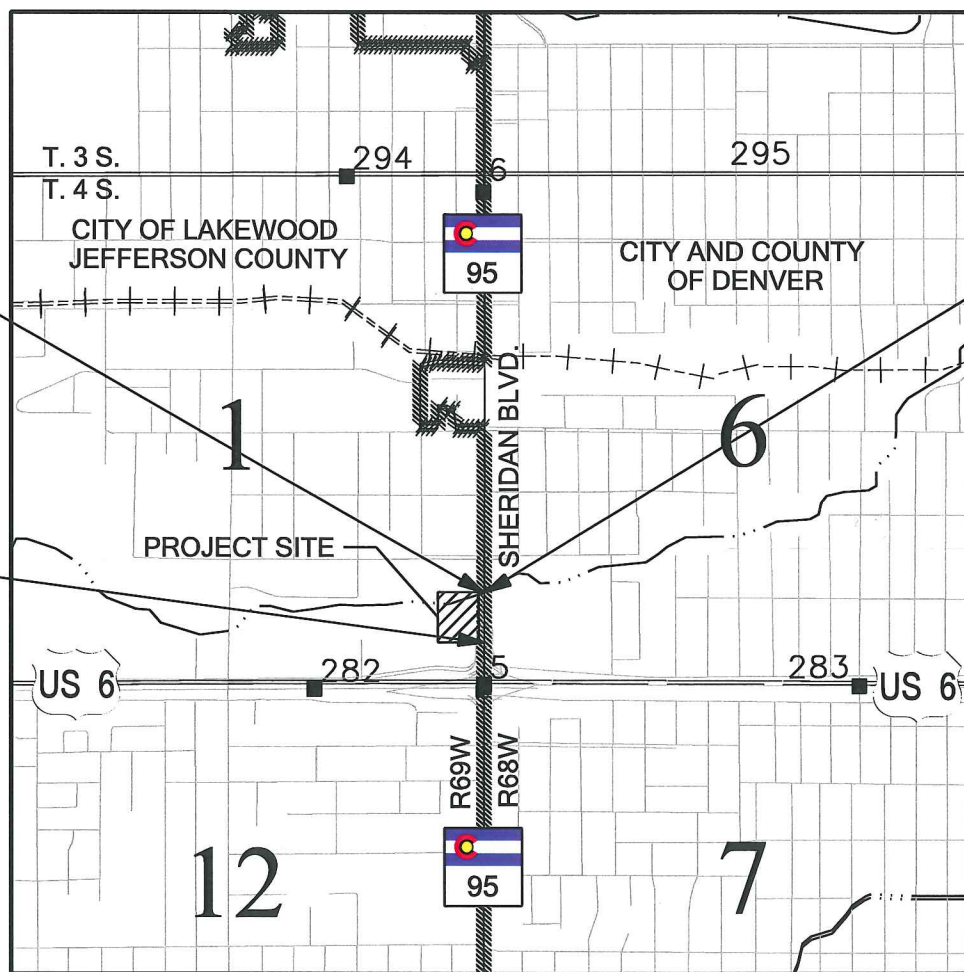 T. 3 S.
T. 4 S.
294
6
295
CITY OF LAKEWOOD
JEFFERSON COUNTY
95
CITY AND COUNTY
OF DENVER
SHERIDAN BLVD.
1
6
PROJECT SITE
US 6
282
5
283
US 6
R69W
R68W
95
12
7